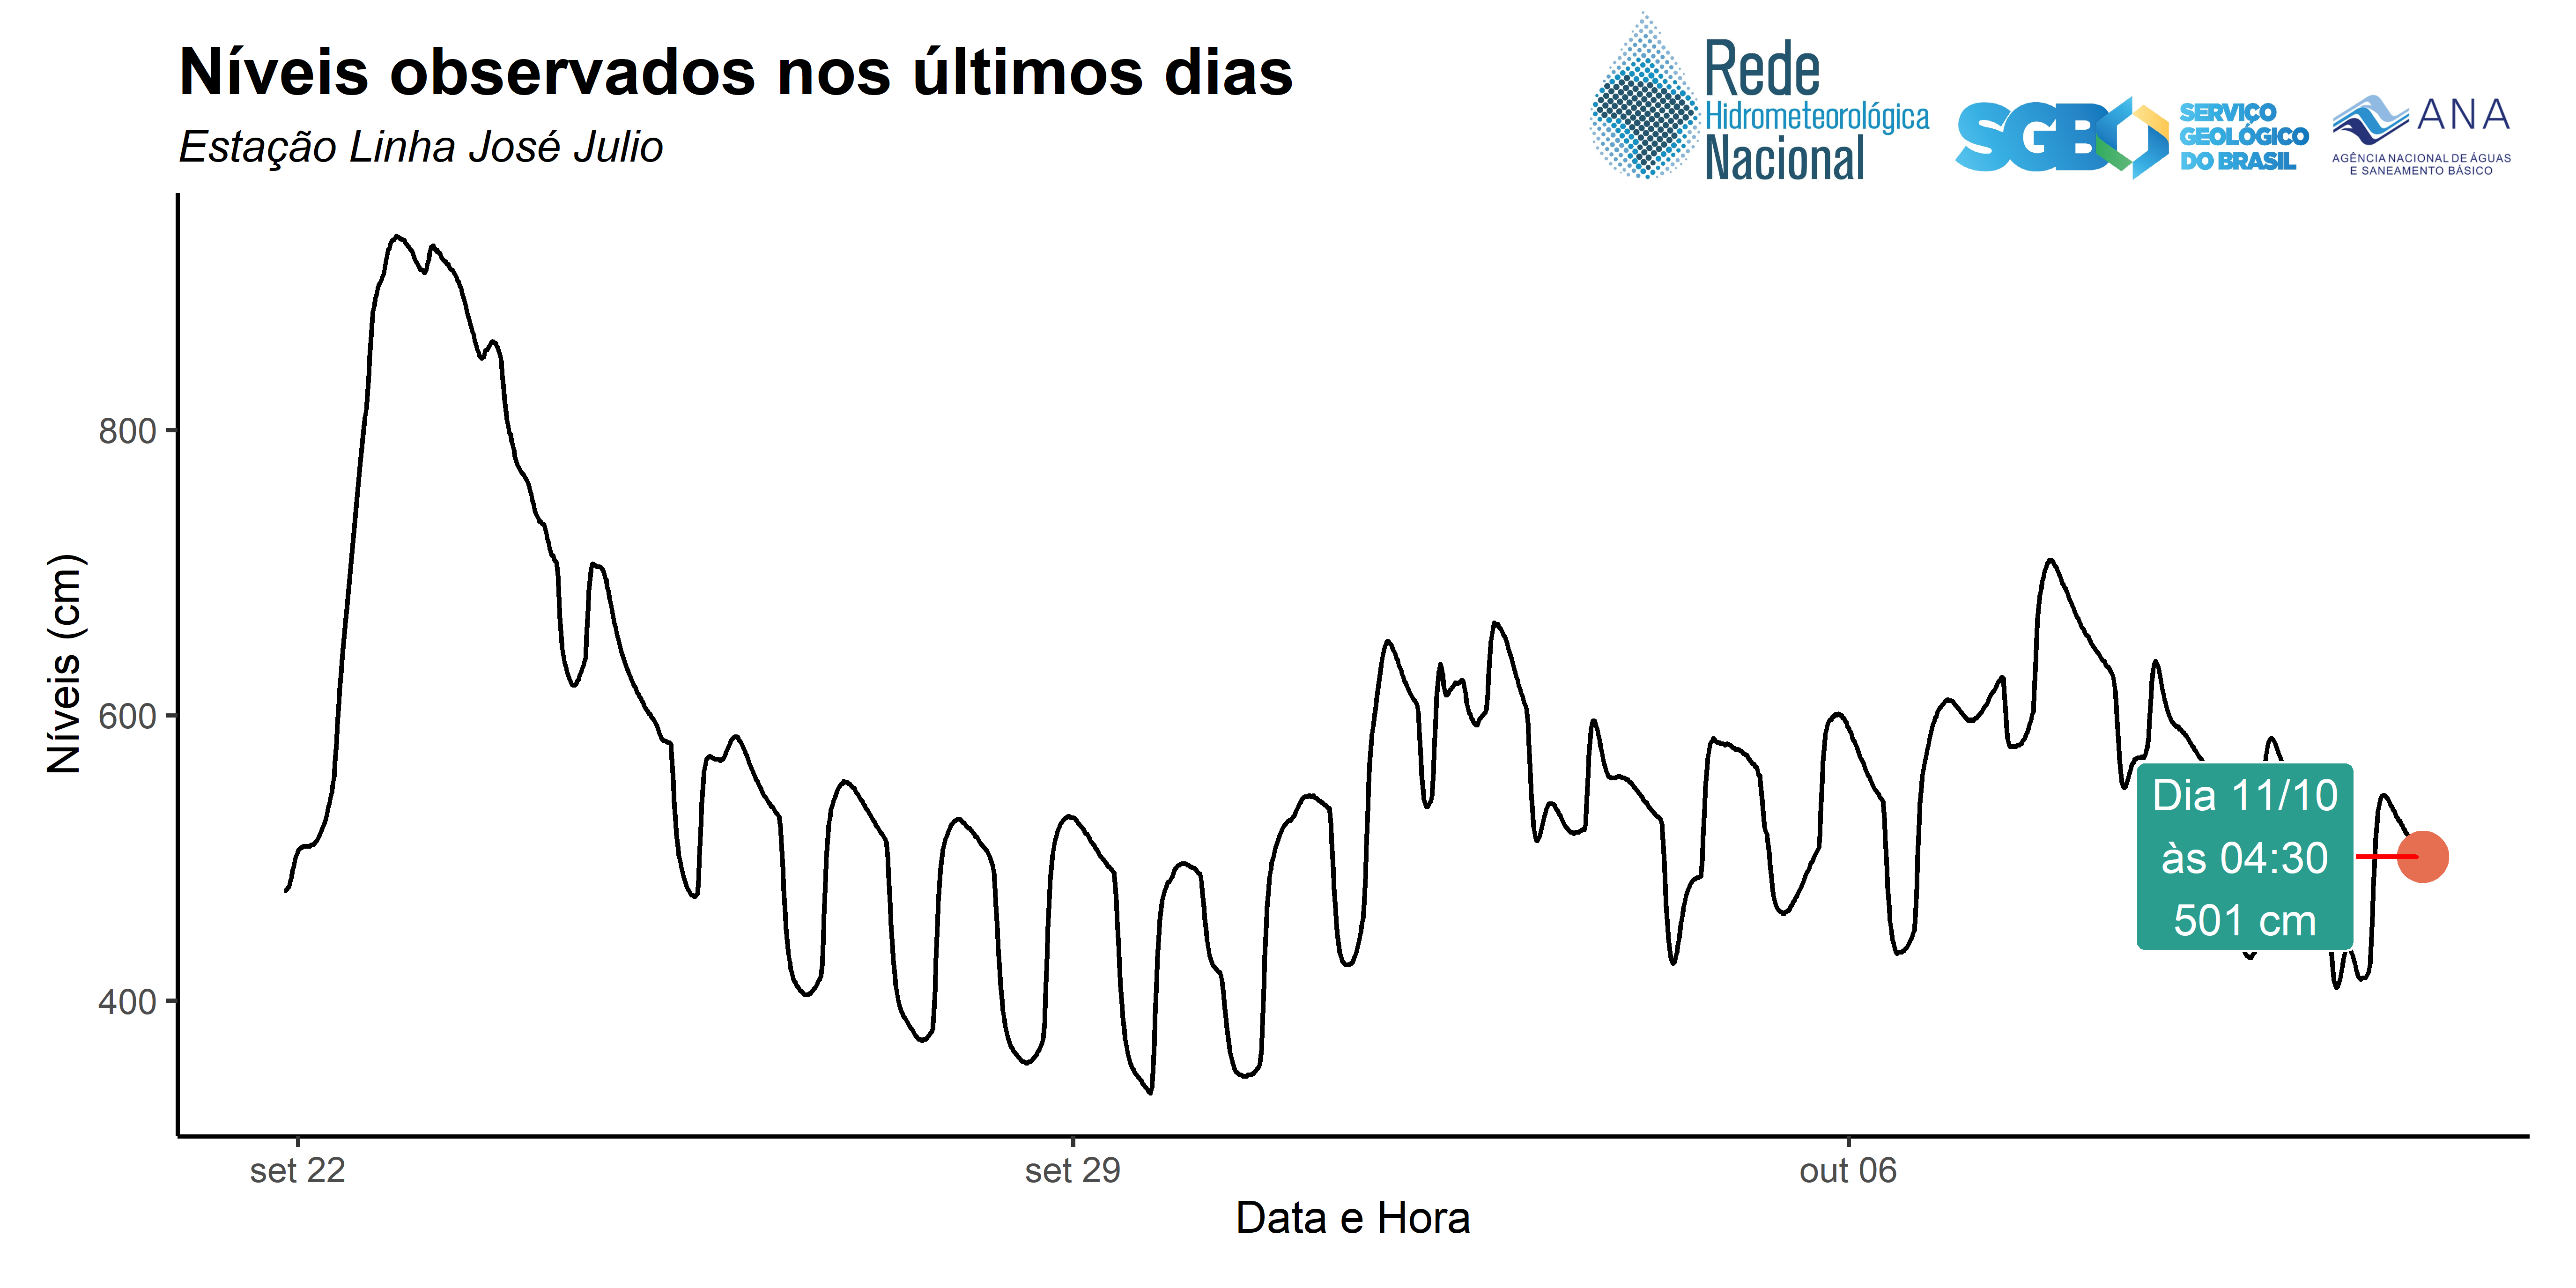 Níveis observados nos últimos dias
Estação Linha José Julio
Rede
Hidrometeorológica
Nacional
SGB
SERVIÇO
GEOLÓGICO
DO BRASIL
ANA
AGÊNCIA NACIONAL DE ÁGUAS
E SANEAMENTO BÁSICO
Níveis (cm)
800
600
400
Dia 11/10
às 04:30
501 cm
set 22
set 29
out 06
Data e Hora